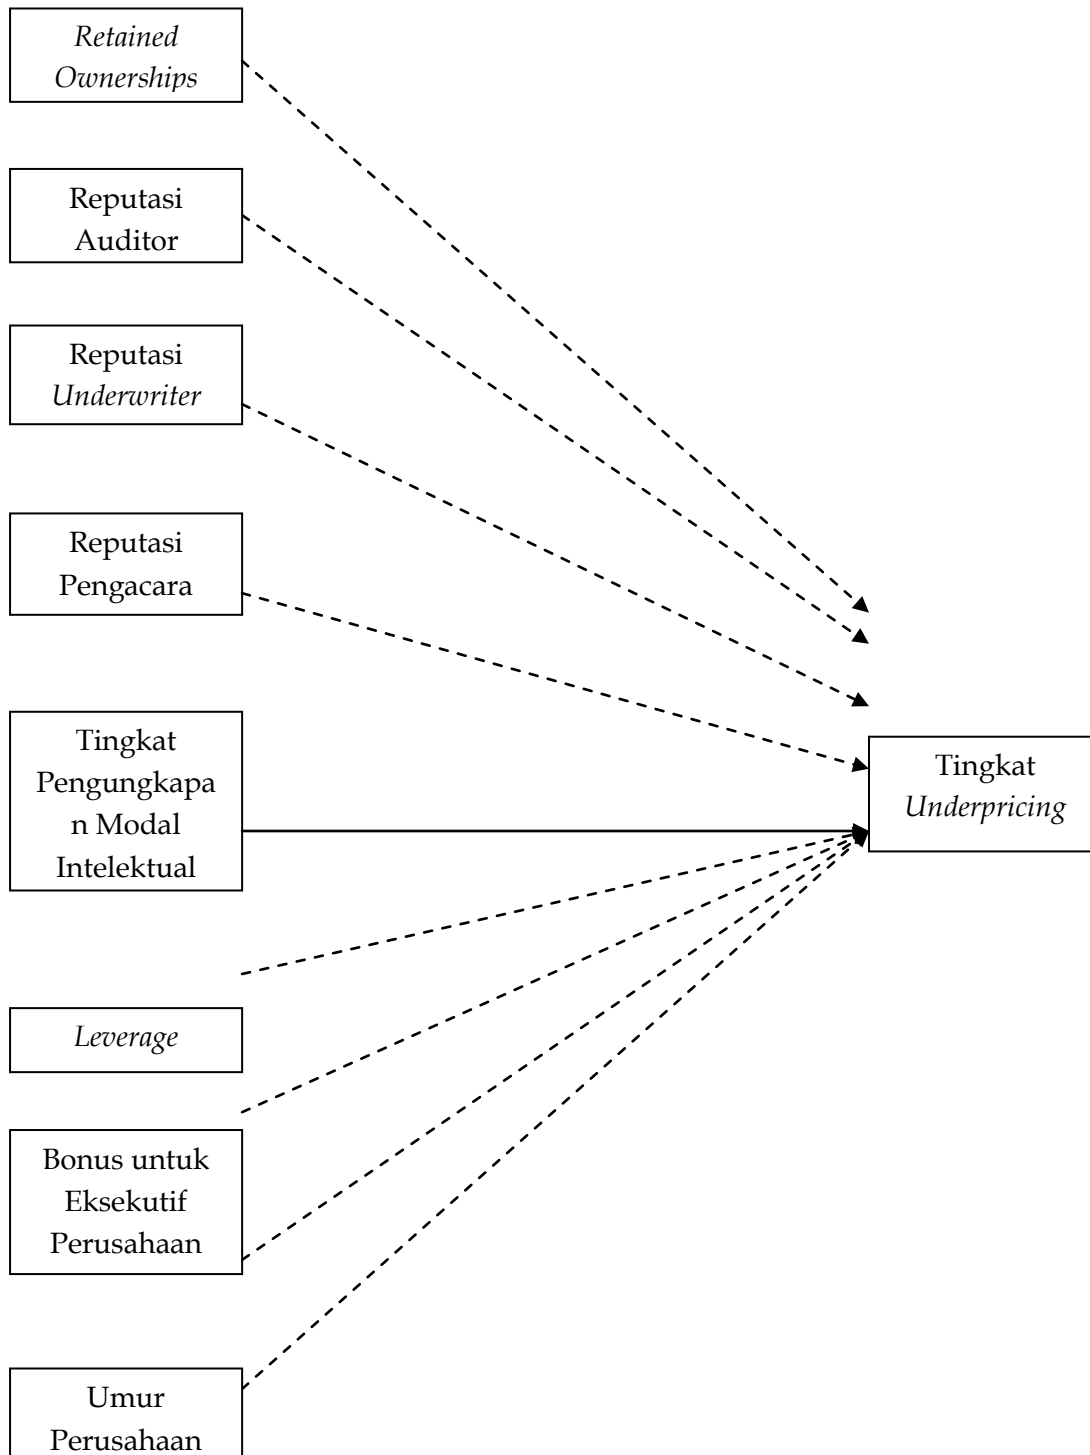 Retained
Ownerships
Reputasi
Auditor
Reputasi
Underwriter
Reputasi
Pengacara
Tingkat
Pengungkapa
n Modal
Intelektual
Tingkat
Underpricing
Leverage
Bonus untuk
Eksekutif
Perusahaan
Umur
Perusahaan